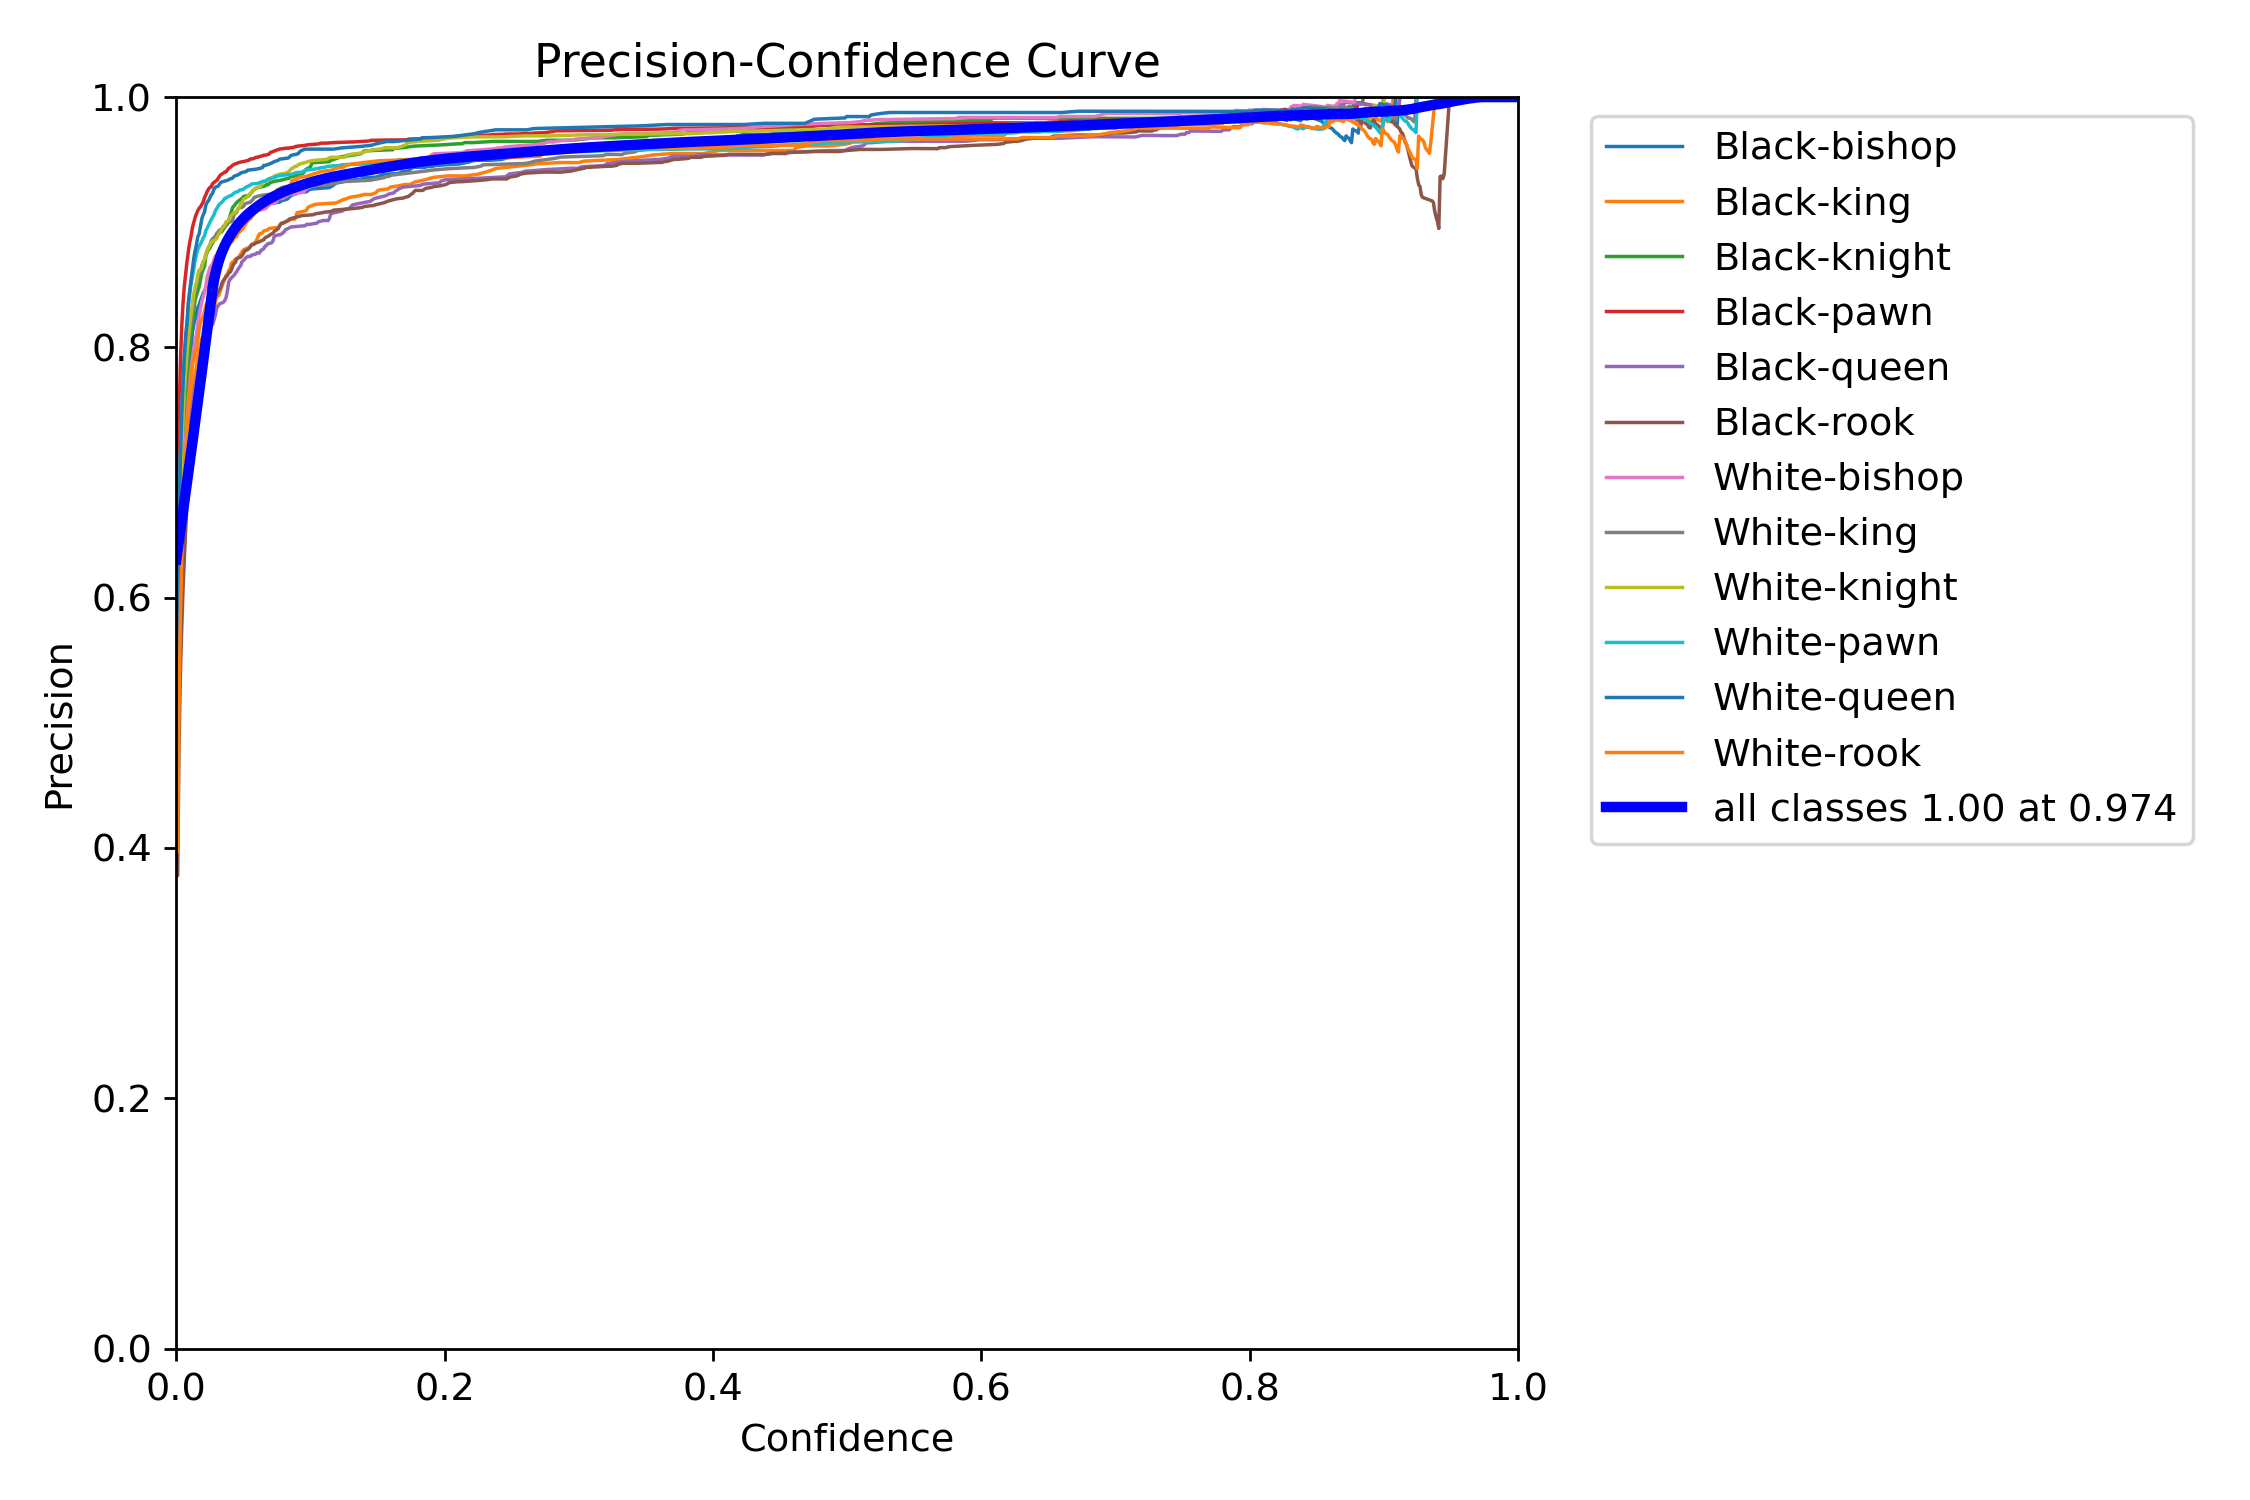 Precision-Confidence Curve
1.0
0.8
0.6
0.4
0.2
0.0
Precision
0.0 0.2 0.4 0.6 0.8 1.0
Confidence
Black-bishop
Black-king
Black-knight
Black-pawn
Black-queen
Black-rook
White-bishop
White-king
White-knight
White-pawn
White-queen
White-rook
all classes 1.00 at 0.974